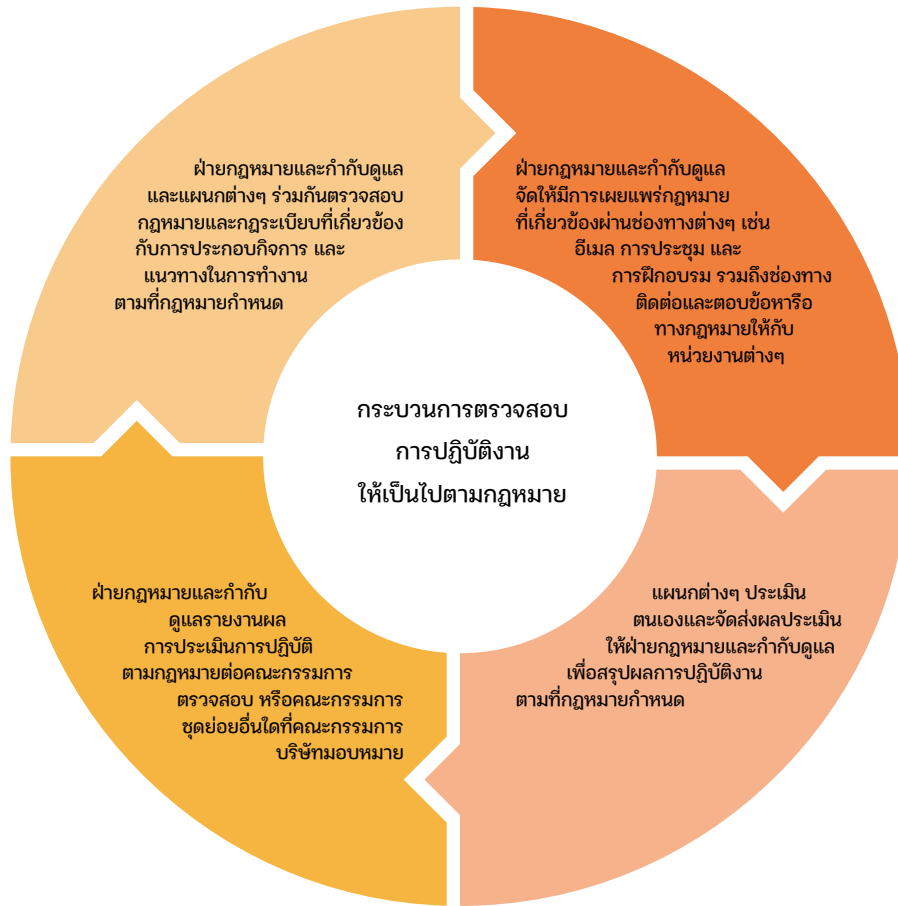 ฝ่ายกฎหมายและกำกับดูแล
และแผนกต่างๆ ร่วมกันตรวจสอบ
กฎหมายและกฎระเบียบที่เกี่ยวข้อง
กับการประกอบกิจการ และ
แนวทางในการทำงาน
ตามที่กฎหมายกำหนด
ฝ่ายกฎหมายและกำกับดูแล
จัดให้มีการเผยแพร่กฎหมาย
ที่เกี่ยวข้องผ่านช่องทางต่างๆ เช่น
อีเมล การประชุม และ
การฝึกอบรม รวมถึงช่องทาง
ติดต่อและตอบข้อหารือ
ทางกฎหมายให้กับ
หน่วยงานต่างๆ
กระบวนการตรวจสอบ
การปฏิบัติงาน
ให้เป็นไปตามกฎหมาย
แผนกต่างๆ ประเมิน
ตนเองและจัดส่งผลประเมิน
ให้ฝ่ายกฎหมายและกำกับดูแล
เพื่อสรุปผลการปฏิบัติงาน
ตามที่กฎหมายกำหนด
ฝ่ายกฎหมายและกำกับ
ดูแลรายงานผล
การประเมินการปฏิบัติ
ตามกฎหมายต่อคณะกรรมการ
ตรวจสอบ หรือคณะกรรมการ
ชุดย่อยอื่นใดที่คณะกรรมการ
บริษัทมอบหมาย